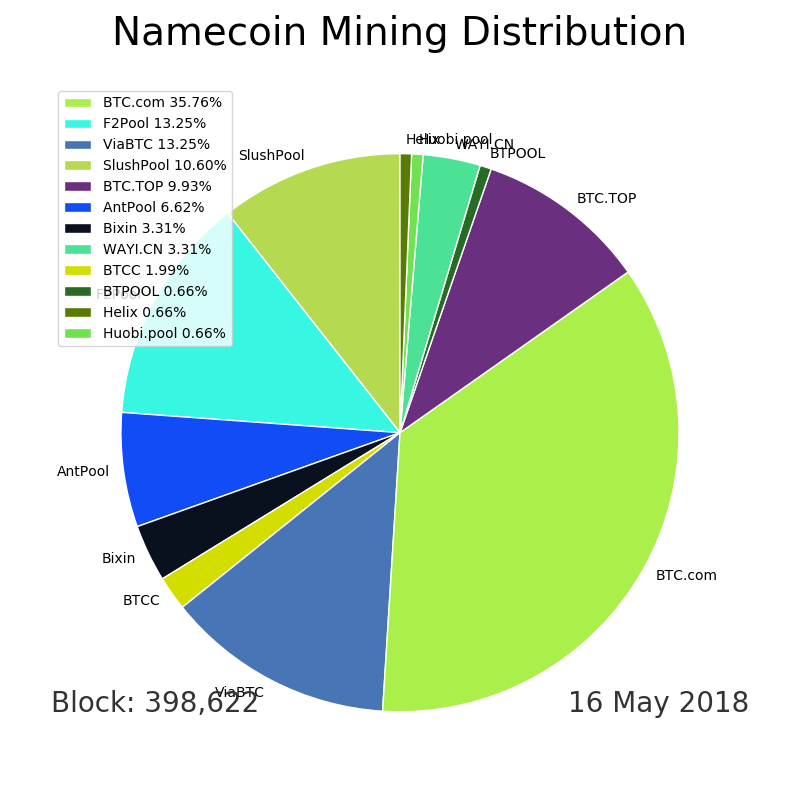 Namecoin Mining Distribution
BTC.com 35.76%
F2Pool 13.25%
ViaBTC 13.25%
SlushPool 10.60%
BTC.TOP 9.93%
AntPool 6.62%
Bixin 3.31%
WAYI.CN 3.31%
BTCC 1.99%
BTPOOL 0.66%
Helix 0.66%
Huobi.pool 0.66%
Helix
Huobi.pool
WAYI.CN
BTPOOL
SlushPool
BTC.TOP
F2Pool
AntPool
Bixin
BTC.com
BTCC
ViaBTC
Block: 398,622
16 May 2018